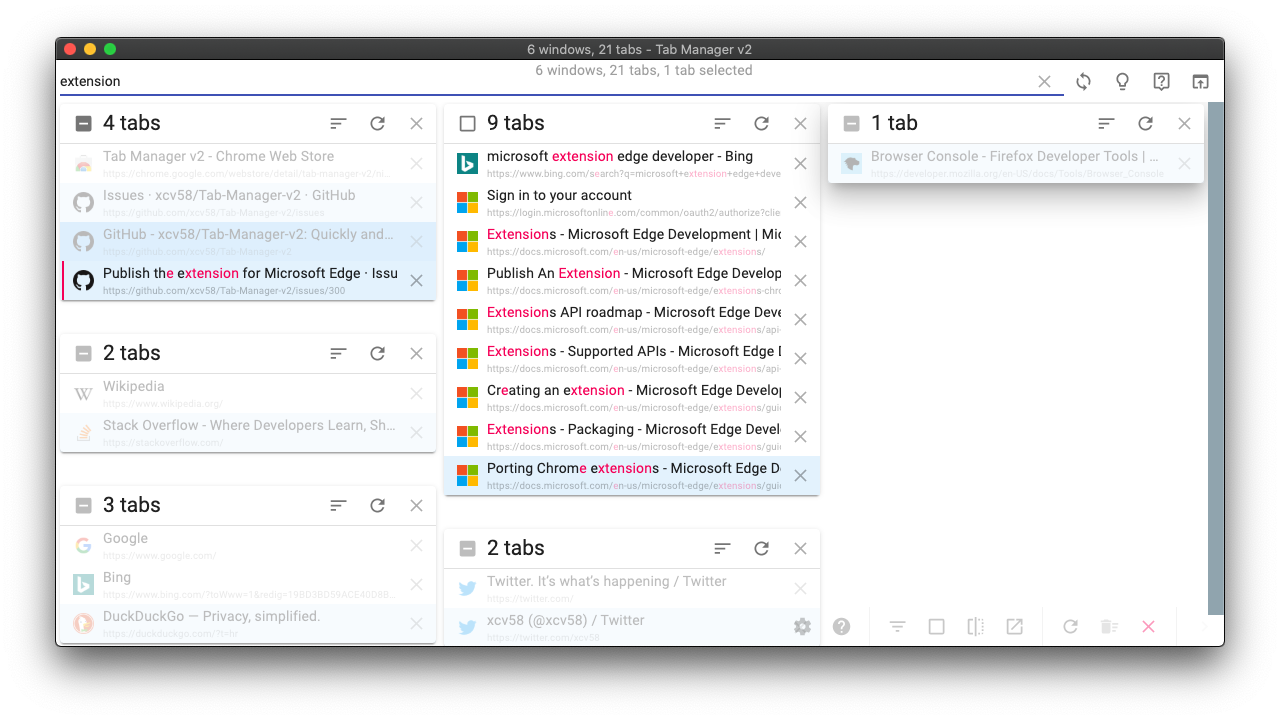 6 windows, 21 tabs - Tab Manager v2
6 windows, 21 tabs, 1 tab selected
extension
4 tabs
Tab Manager v2 - Chrome Web Store
https://chrome.google.com/webstore/detail/tab-manager-v2/ni...
Issues · xcv58/Tab-Manager-v2 · GitHub
https://github.com/xcv58/Tab-Manager-v2/issues
GitHub - xcv58/Tab-Manager-v2: Quickly and...
https://github.com/xcv58/Tab-Manager-v2
Publish the extension for Microsoft Edge · Issu
https://github.com/xcv58/Tab-Manager-v2/issues/300
2 tabs
Wikipedia
https://www.wikipedia.org/
Stack Overflow - Where Developers Learn, Sh...
https://stackoverflow.com/
3 tabs
Google
https://www.google.com/
Bing
https://www.bing.com/?toWww=1&redig=
DuckDuckGo — Privacy, simplified.
https://duckduckgo.com/?t=hr
9 tabs
microsoft extension edge developer - Bing
https://www.bing.com/search?q=microsoft+extension+edge+deve
Sign in to your account
https://login.microsoftonline.com/common/oauth2/authorize?clie
Extensions - Microsoft Edge Development | Mic
https://docs.microsoft.com/en-us/microsoft-edge/extensions/
Publish An Extension - Microsoft Edge Develop
https://docs.microsoft.com/en-us/microsoft-edge/extensions-chro
Extensions API roadmap - Microsoft Edge Deve
https://docs.microsoft.com/en-us/microsoft-edge/extensions/api-
Extensions - Supported APIs - Microsoft Edge D
https://docs.microsoft.com/en-us/microsoft-edge/extensions/api-
Creating an extension - Microsoft Edge Develop
https://docs.microsoft.com/en-us/microsoft-edge/extensions/guid
Extensions - Packaging - Microsoft Edge Devel
https://docs.microsoft.com/en-us/microsoft-edge/extensions/guid
Porting Chrome extensions - Microsoft Edge D
https://docs.microsoft.com/en-us/microsoft-edge/extensions/guid
2 tabs
Twitter. It's what's happening / Twitter
https://twitter.com/
xcv58 (@xcv58) / Twitter
https://twitter.com/xcv58
1 tab
Browser Console - Firefox Developer Tools | ...
https://developer.mozilla.org/en-US/docs/Tools/Browser_Console